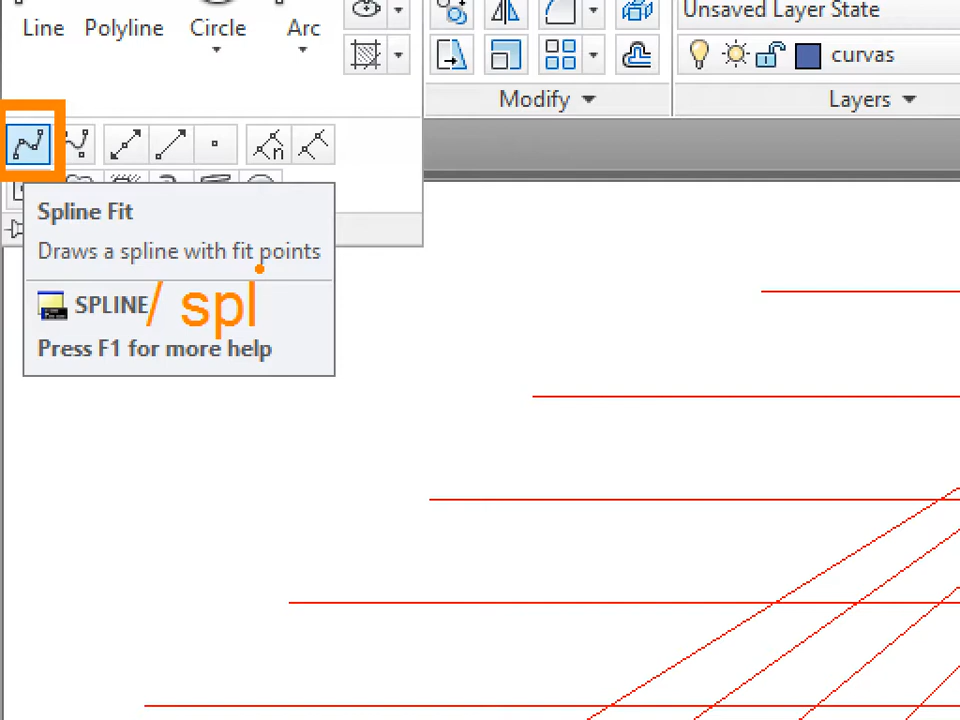 Unsaved Layer State
Line Polyline Circle Arc
curvas
Modify Layers
Spline Fit
Draws a spline with fit points
SPLINE / spl
Press F1 for more help